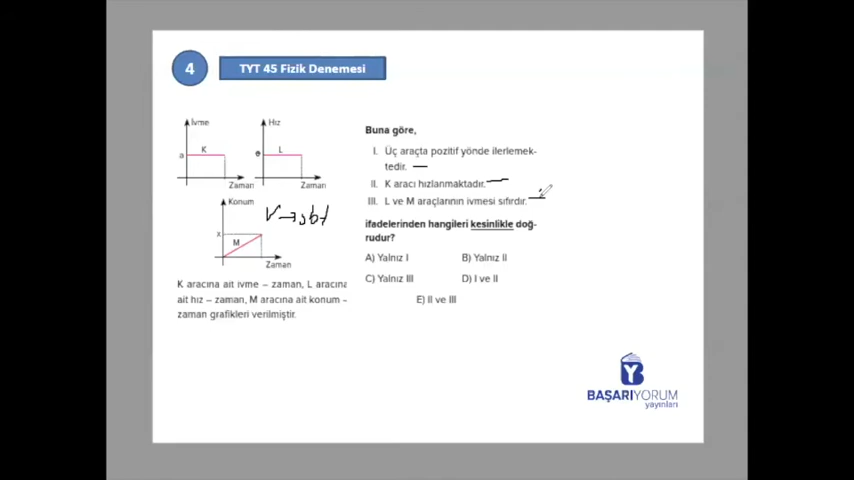 4
TYT 45 Fizik Denemesi
İvme
Hız
a
K
L
Zaman
Zaman
Konum
x
M
Zaman
K aracına ait ivme – zaman, L aracına
ait hız – zaman, M aracına ait konum –
zaman grafikleri verilmiştir.
Buna göre,
I. Üç araçta pozitif yönde ilerlemek-
tedir.
II. K aracı hızlanmaktadır.
III. L ve M araçlarının ivmesi sıfırdır.
ifadelerinden hangileri kesinlikle doğ-
rudur?
A) Yalnız I
B) Yalnız II
C) Yalnız III
D) I ve II
E) II ve III
BAŞARIYORUM
yayınları